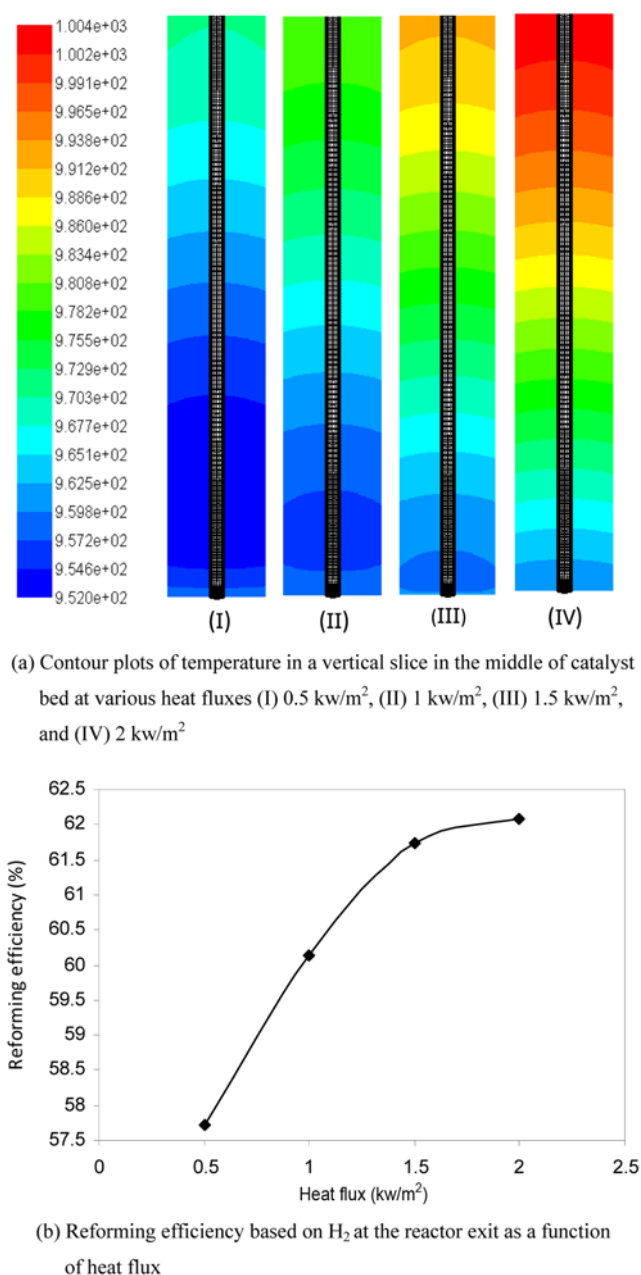 1.004e+03
1.002e+03
9.991e+02
9.965e+02
9.938e+02
9.912e+02
9.886e+02
9.860e+02
9.834e+02
9.808e+02
9.782e+02
9.755e+02
9.729e+02
9.703e+02
9.677e+02
9.651e+02
9.625e+02
9.598e+02
9.572e+02
9.546e+02
9.520e+02
(I) (II) (III) (IV)
(a) Contour plots of temperature in a vertical slice in the middle of catalyst
bed at various heat fluxes (I) 0.5 kw/m², (II) 1 kw/m², (III) 1.5 kw/m²,
and (IV) 2 kw/m²
Reforming efficiency (%)
62.5
62
61.5
61
60.5
60
59.5
59
58.5
58
57.5
0 0.5 1 1.5 2 2.5
Heat flux (kw/m²)
(b) Reforming efficiency based on H₂ at the reactor exit as a function
of heat flux